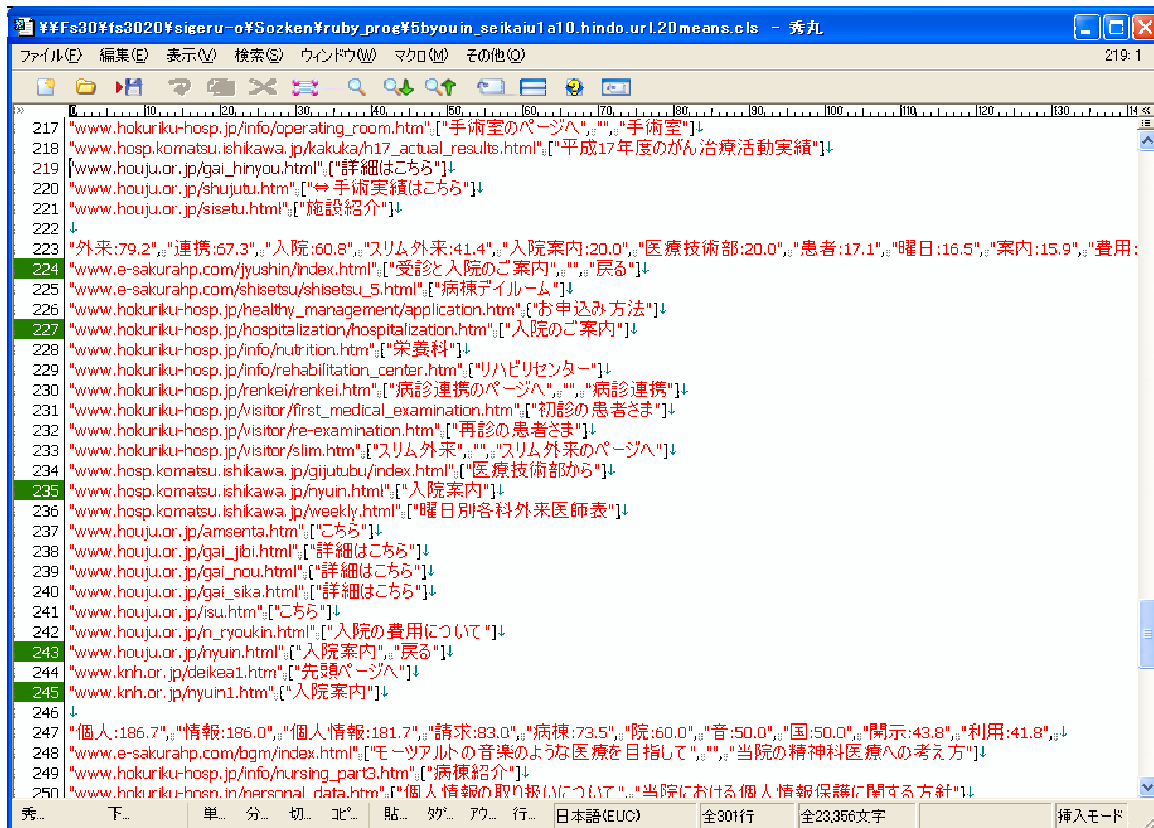 ¥¥Fs30¥fs3020¥sigeru-o¥Sozken¥ruby_prog¥5byouin_seikaiu1a10.hindo.url.20means.cls - 秀丸
ファイル(F) 編集(E) 表示(V) 検索(S) ウィンドウ(W) マクロ(M) その他(O) 219: 1
0 10 20 30 40 50 60 70 80 90 100 110 120 130 14
217 "www.hokuriku-hosp.jp/info/operating_room.htm",["手術室のページへ","","手術室"]↓
218 "www.hosp.komatsu.ishikawa.jp/kakuka/h17_actual_results.html",["平成17年度のがん治療活動実績"]↓
219 "www.houju.or.jp/gai_hinyou.html",["詳細はこちら"]↓
220 "www.houju.or.jp/shujutu.htm",["⇔手術実績はこちら"]↓
221 "www.houju.or.jp/sisetu.html",["施設紹介"]↓
222 ↓
223 "外来:79.2","連携:67.3","入院:60.8","スリム外来:41.4","入院案内:20.0","医療技術部:20.0","患者:17.1","曜日:16.5","案内:15.9","費用:
224 "www.e-sakurahp.com/jyushin/index.html",["受診と入院のご案内","","戻る"]↓
225 "www.e-sakurahp.com/shisetsu/shisetsu_5.html",["病棟デイルーム"]↓
226 "www.hokuriku-hosp.jp/healthy_management/application.htm",["お申込み方法"]↓
227 "www.hokuriku-hosp.jp/hospitalization/hospitalization.htm",["入院のご案内"]↓
228 "www.hokuriku-hosp.jp/info/nutrition.htm",["栄養科"]↓
229 "www.hokuriku-hosp.jp/info/rehabilitation_center.htm",["リハビリセンター"]↓
230 "www.hokuriku-hosp.jp/renkei/renkei.htm",["病診連携のページへ","","病診連携"]↓
231 "www.hokuriku-hosp.jp/visitor/first_medical_examination.htm",["初診の患者さま"]↓
232 "www.hokuriku-hosp.jp/visitor/re-examination.htm",["再診の患者さま"]↓
233 "www.hokuriku-hosp.jp/visitor/slim.htm",["スリム外来","","スリム外来のページへ"]↓
234 "www.hosp.komatsu.ishikawa.jp/gijutubu/index.html",["医療技術部から"]↓
235 "www.hosp.komatsu.ishikawa.jp/nyuin.html",["入院案内"]↓
236 "www.hosp.komatsu.ishikawa.jp/weekly.html",["曜日別各科外来医師表"]↓
237 "www.houju.or.jp/amsenta.htm",["こちら"]↓
238 "www.houju.or.jp/gai_jibi.html",["詳細はこちら"]↓
239 "www.houju.or.jp/gai_nou.html",["詳細はこちら"]↓
240 "www.houju.or.jp/gai_sika.html",["詳細はこちら"]↓
241 "www.houju.or.jp/isu.htm",["こちら"]↓
242 "www.houju.or.jp/n_ryoukin.html",["入院の費用について"]↓
243 "www.houju.or.jp/nyuin.html",["入院案内","戻る"]↓
244 "www.knh.or.jp/deikea1.htm",["先頭ページへ"]↓
245 "www.knh.or.jp/nyuin1.htm",["入院案内"]↓
246 ↓
247 "個人:186.7","情報:186.0","個人情報:181.7","請求:83.0","病棟:73.5","院:60.0","音:50.0","国:50.0","開示:43.8","利用:41.8",↓
248 "www.e-sakurahp.com/bgm/index.html",["モーツアルトの音楽のような医療を目指して","","当院の精神科医療への考え方"]↓
249 "www.hokuriku-hosp.jp/info/nursing_part3.htm",["病棟紹介"]↓
250 "www.hokuriku-hosp.jp/personal_data.htm",["個人情報の取り扱いについて","当院における個人情報保護に関する方針"]↓
秀... 下... 単... 分... 切... コピ... 貼... タグ... アウ... 行... 日本語(EUC) 全301行 全23,356文字 挿入モード